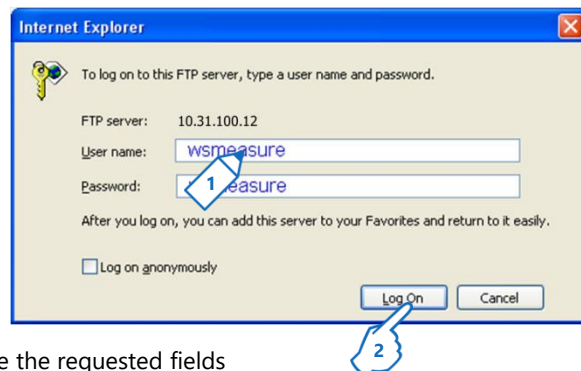 Internet Explorer
To log on to this FTP server, type a user name and password.
FTP server: 10.31.100.12
User name: wsmeasure
Password: easure
After you log on, you can add this server to your Favorites and return to it easily.
Log on anonymously
Log On Cancel
1
2
the requested fields